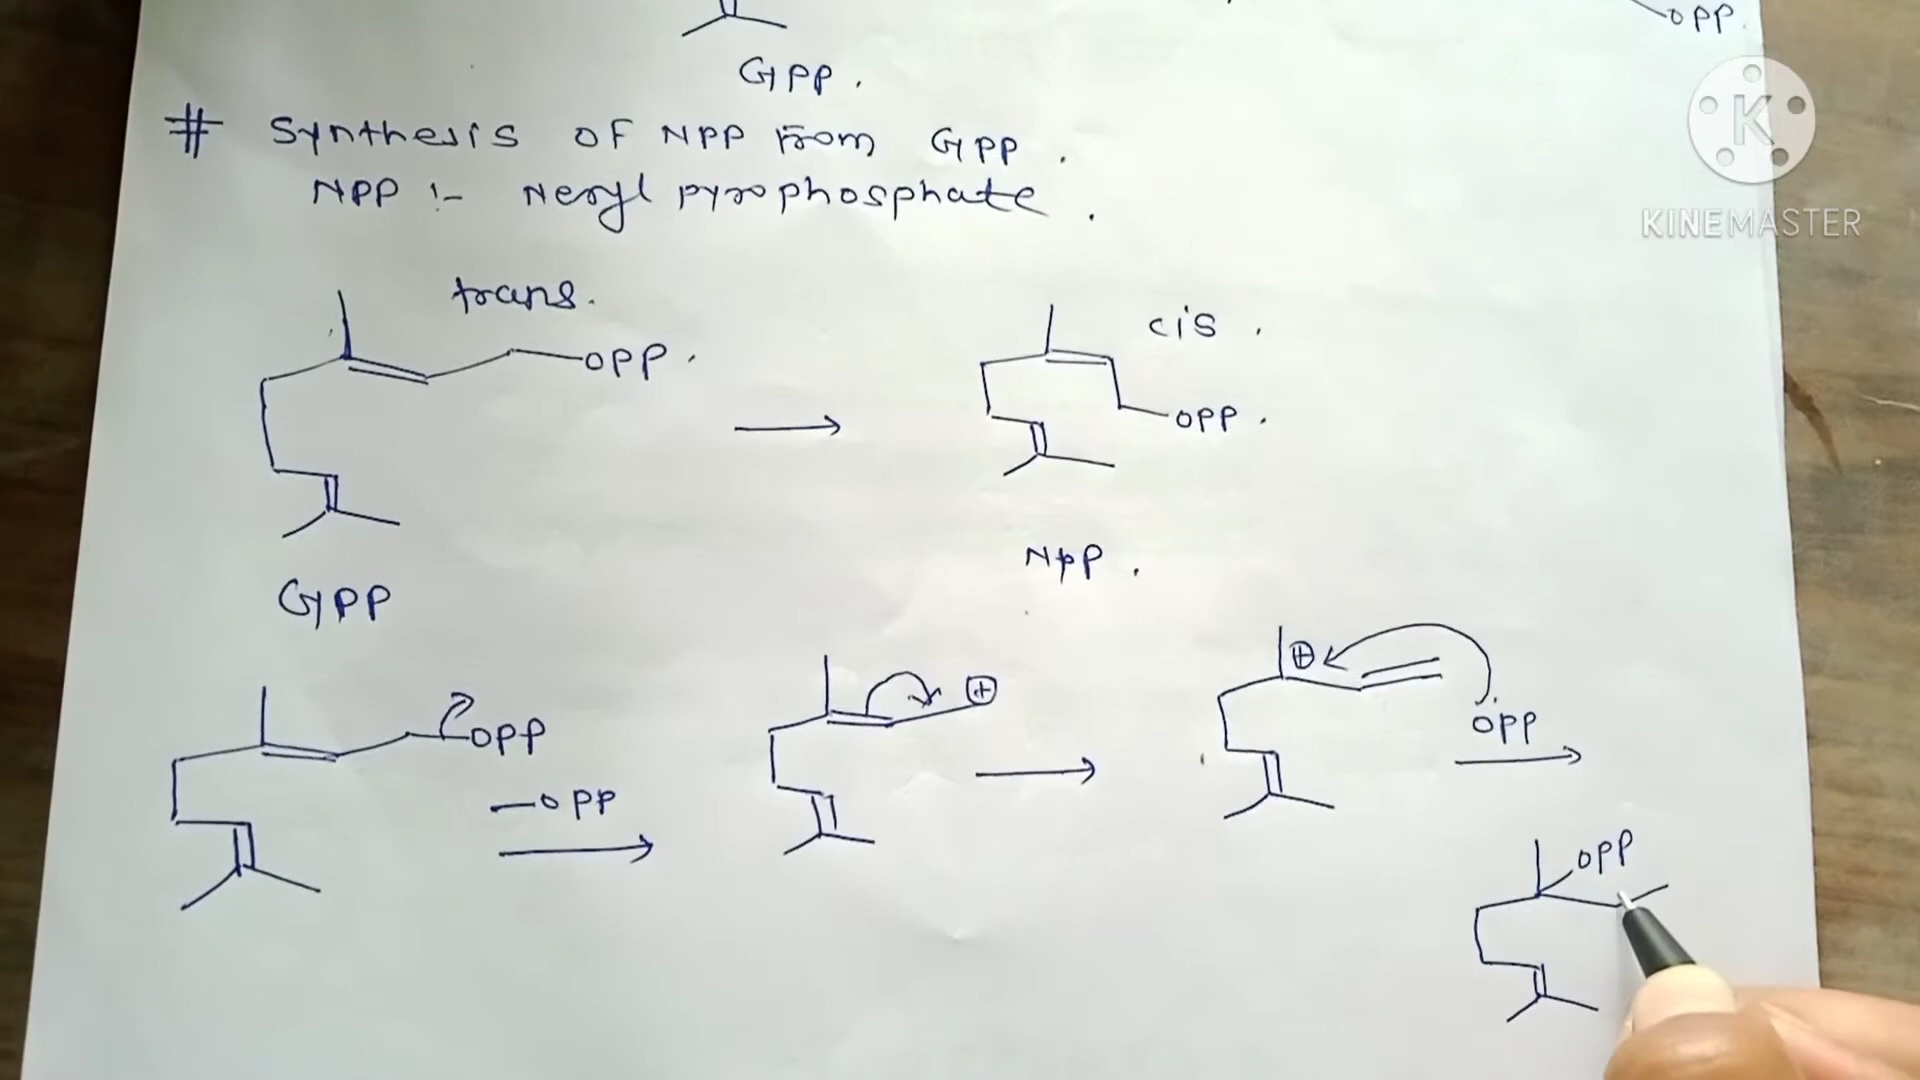 OPP.
GPP.
# Synthesis of NPP From GPP.
NPP :- Neryl pyrophosphate.
trans.
cis.
OPP.
OPP.
NPP.
GPP
OPP
-OPP
⊕
⊕
OPP
OPP
K
KINEMASTER